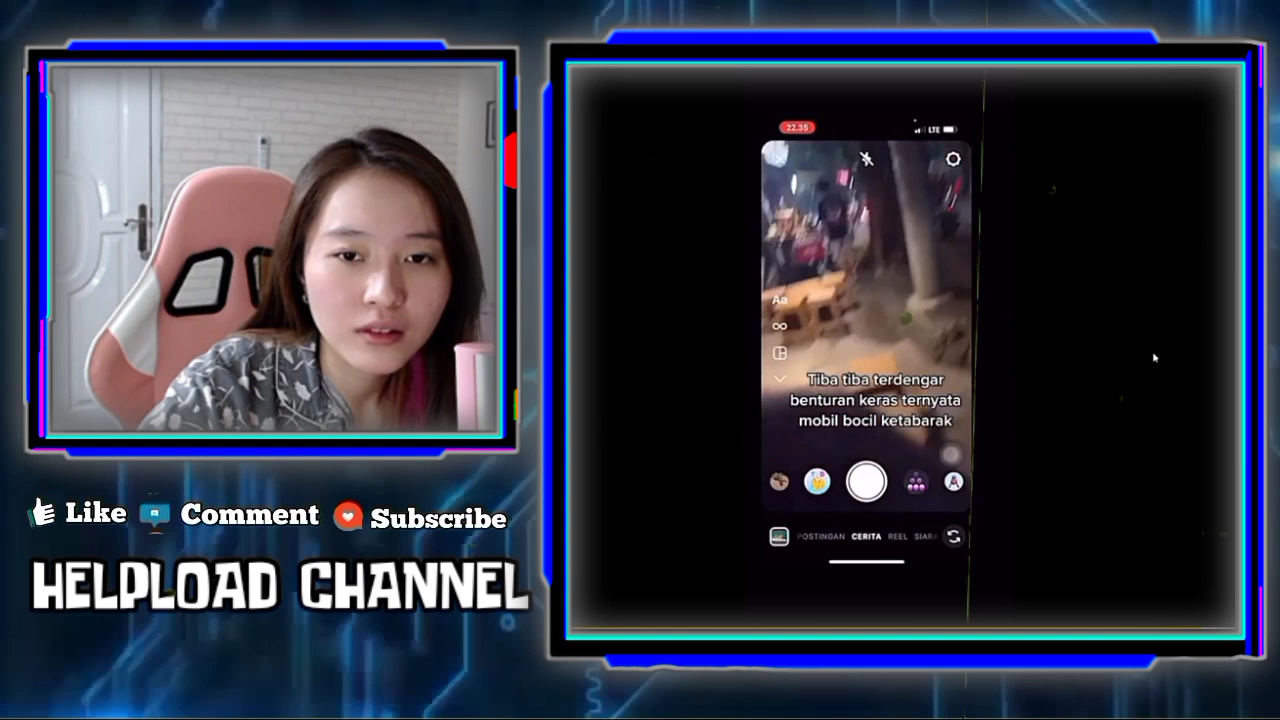 Like Comment Subscribe
HELPLOAD CHANNEL
22.35
LTE
Aa
Tiba tiba terdengar
benturan keras ternyata
mobil bocil ketabarak
POSTINGAN CERITA REEL SIARA